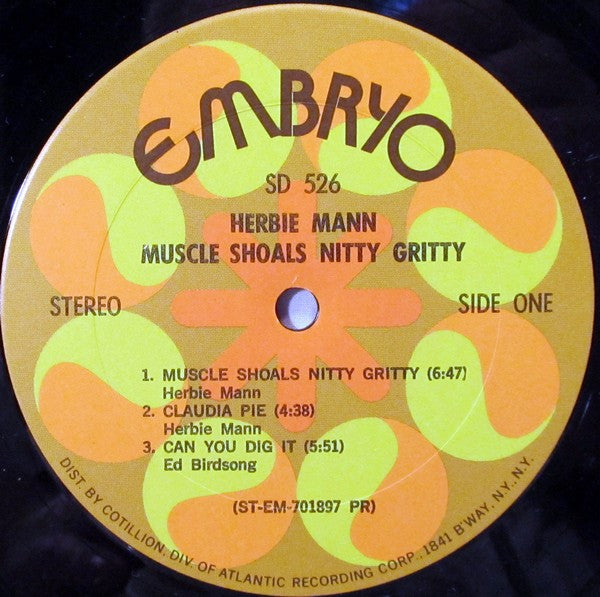 EMBRYO
SD 526
HERBIE MANN
MUSCLE SHOALS NITTY GRITTY
STEREO
SIDE ONE
1. MUSCLE SHOALS NITTY GRITTY (6:47)
Herbie Mann
2. CLAUDIA PIE (4:38)
Herbie Mann
3. CAN YOU DIG IT (5:51)
Ed Birdsong
(ST-EM-701897 PR)
DIST. BY COTILLION, DIV. OF ATLANTIC RECORDING CORP., 1841 B'WAY, N.Y., N.Y.